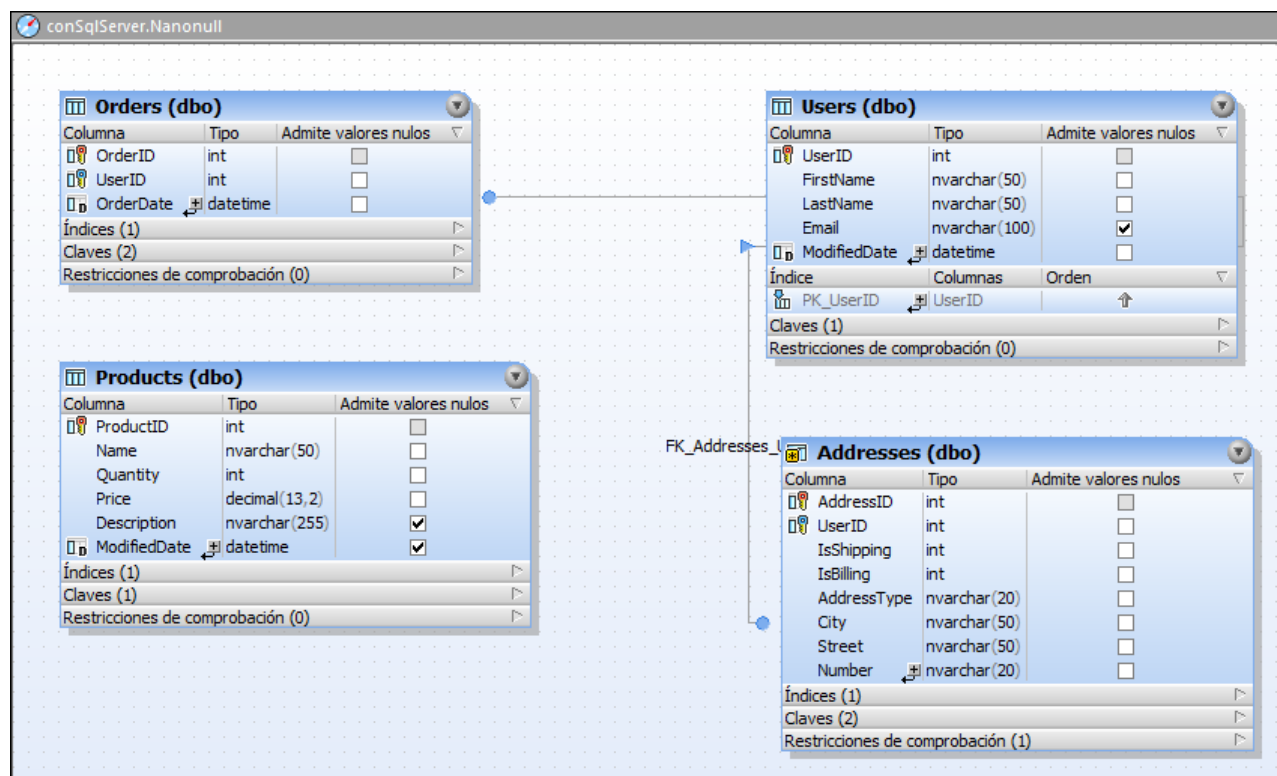 conSqlServer.Nanonull
Orders (dbo)
Columna Tipo Admite valores nulos
OrderID int
UserID int
OrderDate datetime
Índices (1)
Claves (2)
Restricciones de comprobación (0)
Users (dbo)
Columna Tipo Admite valores nulos
UserID int
FirstName nvarchar(50)
LastName nvarchar(50)
Email nvarchar(100)
ModifiedDate datetime
Índice Columnas Orden
PK_UserID UserID
Claves (1)
Restricciones de comprobación (0)
Products (dbo)
Columna Tipo Admite valores nulos
ProductID int
Name nvarchar(50)
Quantity int
Price decimal(13,2)
Description nvarchar(255)
ModifiedDate datetime
Índices (1)
Claves (1)
Restricciones de comprobación (0)
FK_Addresses_
Addresses (dbo)
Columna Tipo Admite valores nulos
AddressID int
UserID int
IsShipping int
IsBilling int
AddressType nvarchar(20)
City nvarchar(50)
Street nvarchar(50)
Number nvarchar(20)
Índices (1)
Claves (2)
Restricciones de comprobación (1)